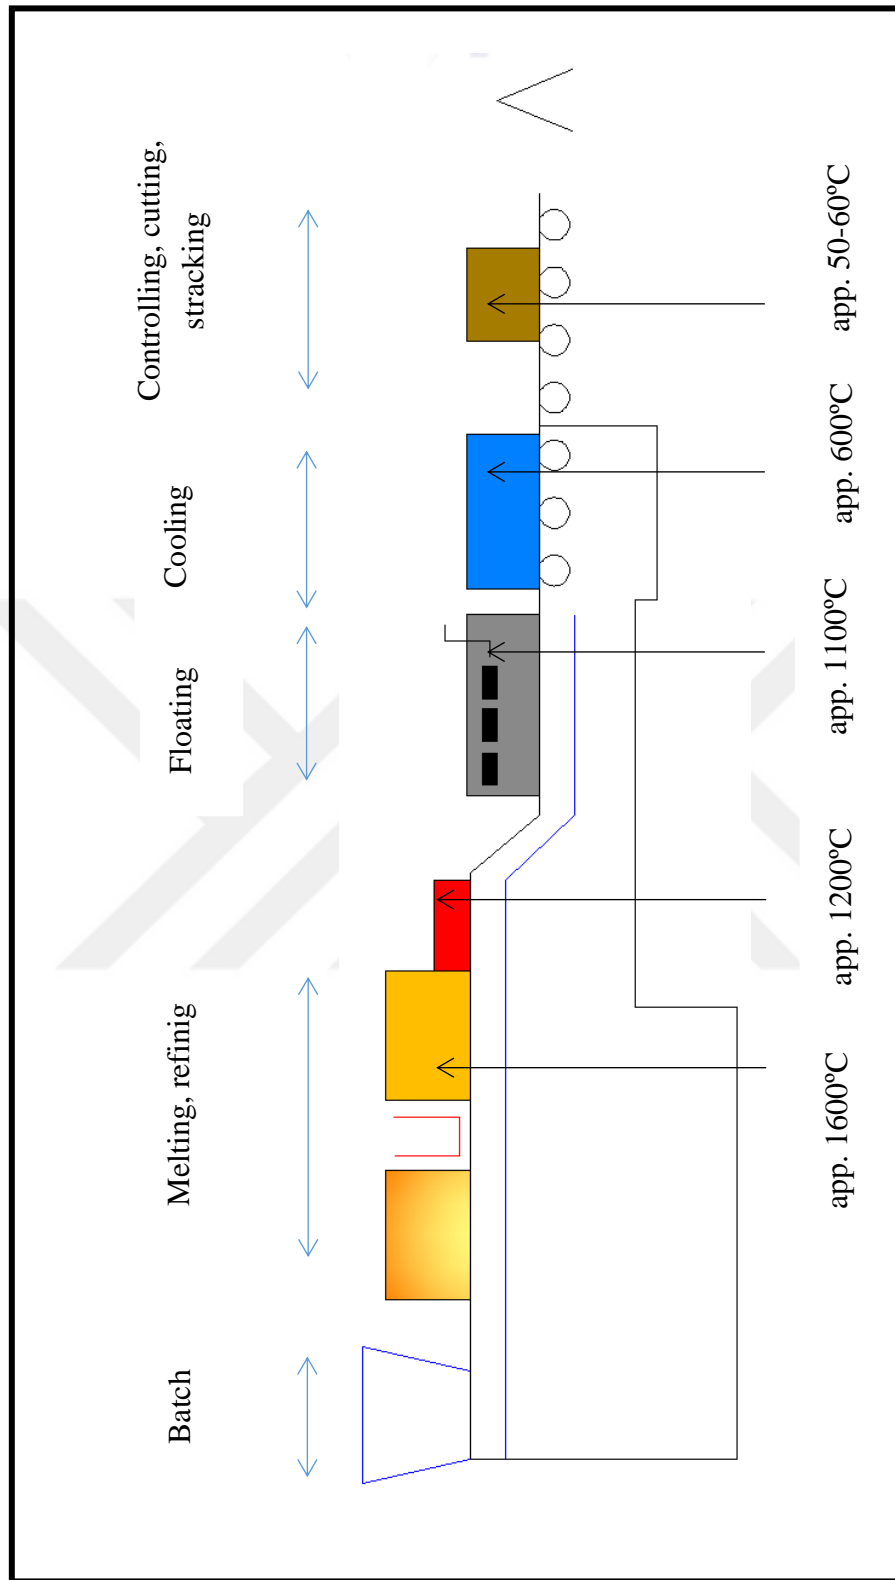 Batch
Melting, refinig
Floating
Cooling
Controlling, cutting,
stracking
app. 1600ºC
app. 1200ºC
app. 1100ºC
app. 600ºC
app. 50-60ºC